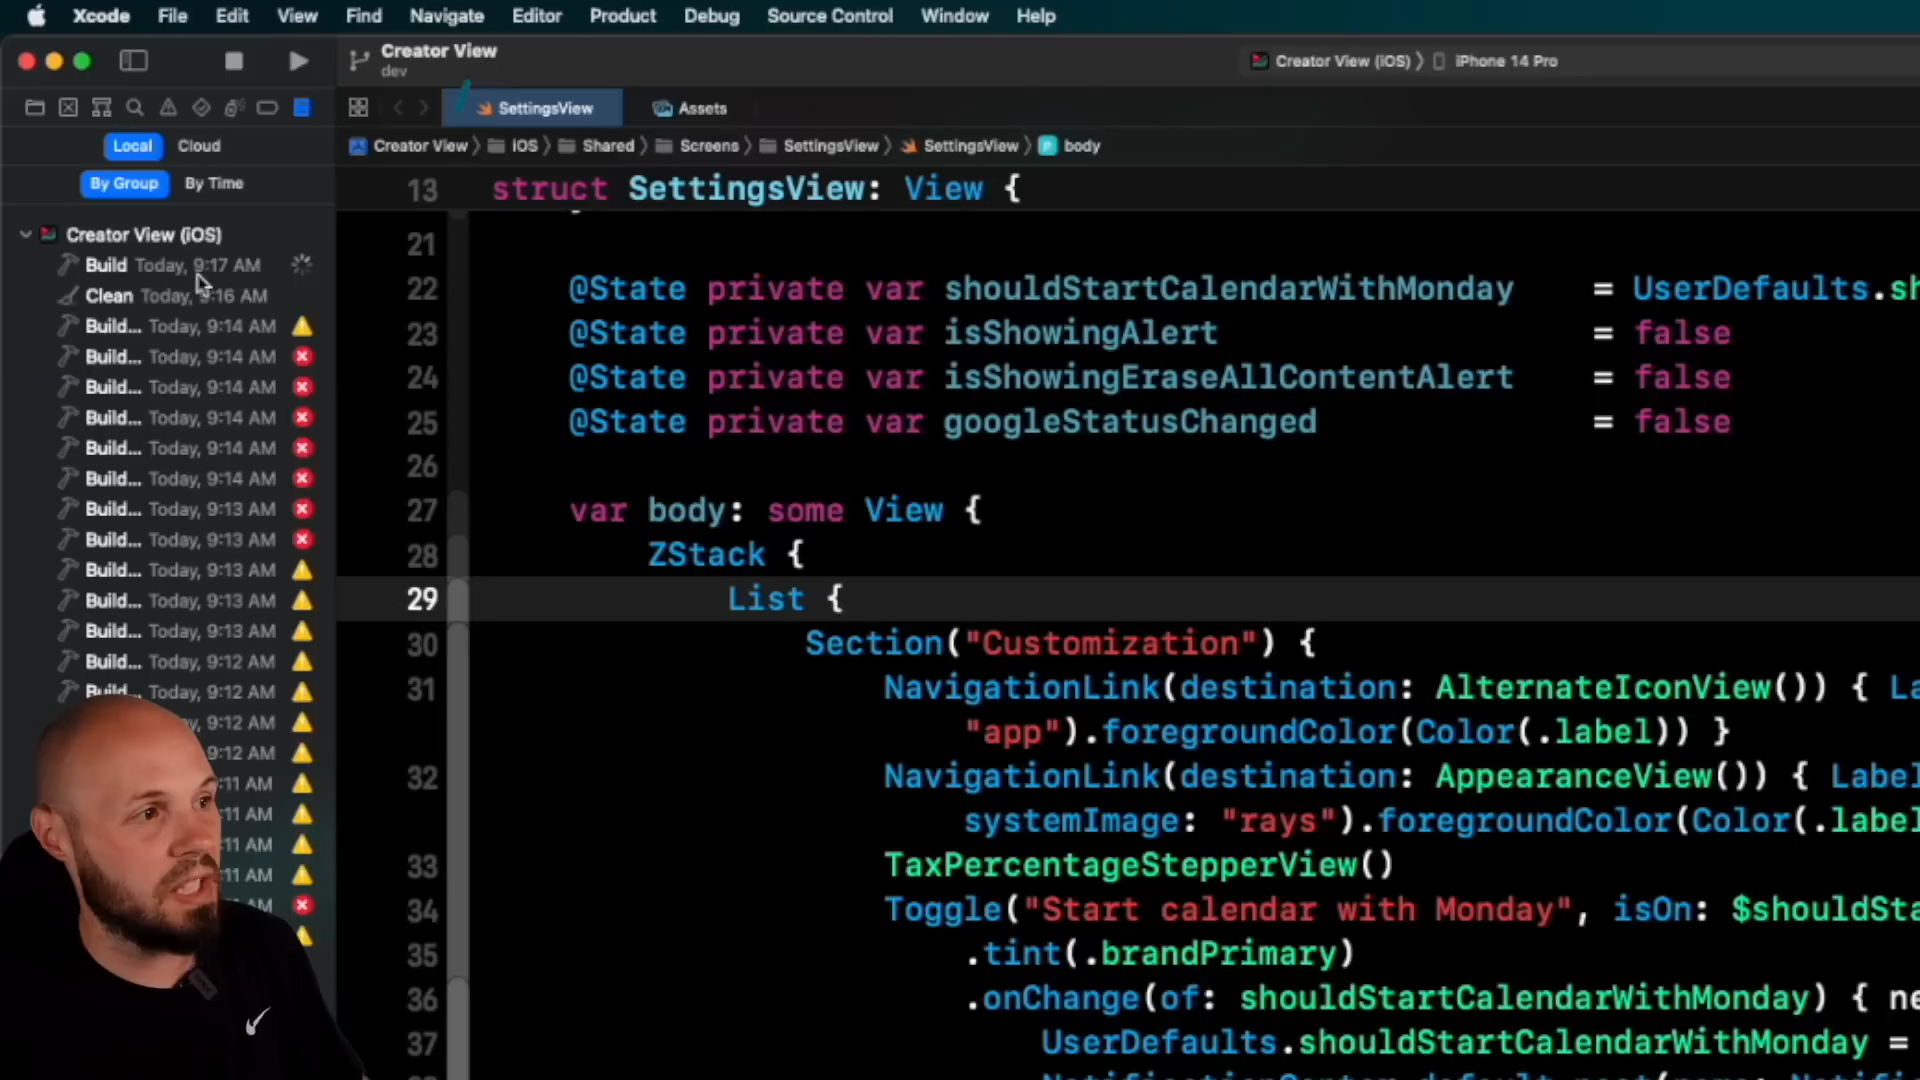 Xcode File Edit View Find Navigate Editor Product Debug Source Control Window Help
Creator View
dev
Creator View (iOS) 〉 iPhone 14 Pro
SettingsView Assets
Local Cloud
Creator View 〉 iOS 〉 Shared 〉 Screens 〉 SettingsView 〉 SettingsView 〉 body
By Group By Time
Creator View (iOS)
Build Today, 9:17 AM
Clean Today, 9:16 AM
Build... Today, 9:14 AM
Build... Today, 9:14 AM
Build... Today, 9:14 AM
Build... Today, 9:14 AM
Build... Today, 9:14 AM
Build... Today, 9:14 AM
Build... Today, 9:13 AM
Build... Today, 9:13 AM
Build... Today, 9:13 AM
Build... Today, 9:13 AM
Build... Today, 9:13 AM
Build... Today, 9:12 AM
Build... Today, 9:12 AM
9:12 AM
9:12 AM
:11 AM
:11 AM
:11 AM
11 AM
AM
13 struct SettingsView: View {
21
22 @State private var shouldStartCalendarWithMonday = UserDefaults.sh
23 @State private var isShowingAlert = false
24 @State private var isShowingEraseAllContentAlert = false
25 @State private var googleStatusChanged = false
26
27 var body: some View {
28 ZStack {
29 List {
30 Section("Customization") {
31 NavigationLink(destination: AlternateIconView()) { La
"app").foregroundColor(Color(.label)) }
32 NavigationLink(destination: AppearanceView()) { Label
systemImage: "rays").foregroundColor(Color(.label
33 TaxPercentageStepperView()
34 Toggle("Start calendar with Monday", isOn: $shouldSta
35 .tint(.brandPrimary)
36 .onChange(of: shouldStartCalendarWithMonday) { ne
37 UserDefaults.shouldStartCalendarWithMonday =